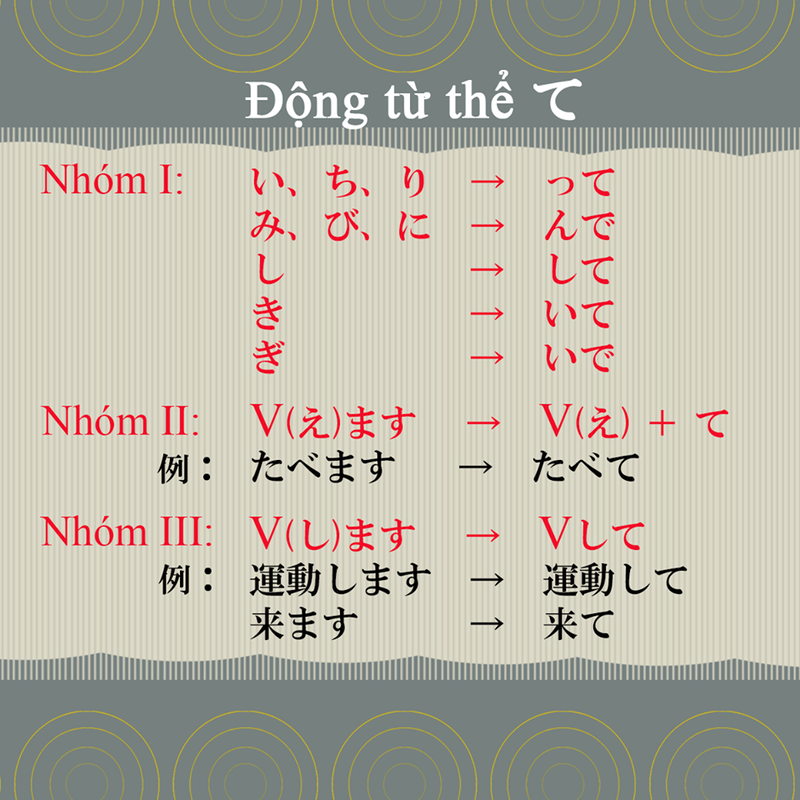 Động từ thể て
Nhóm I: い、ち、り → って
み、び、に → んで
し → して
き → いて
ぎ → いで
Nhóm II: V(え)ます → V(え) + て
例： たべます → たべて
Nhóm III: V(し)ます → Vして
例： 運動します → 運動して
来ます → 来て